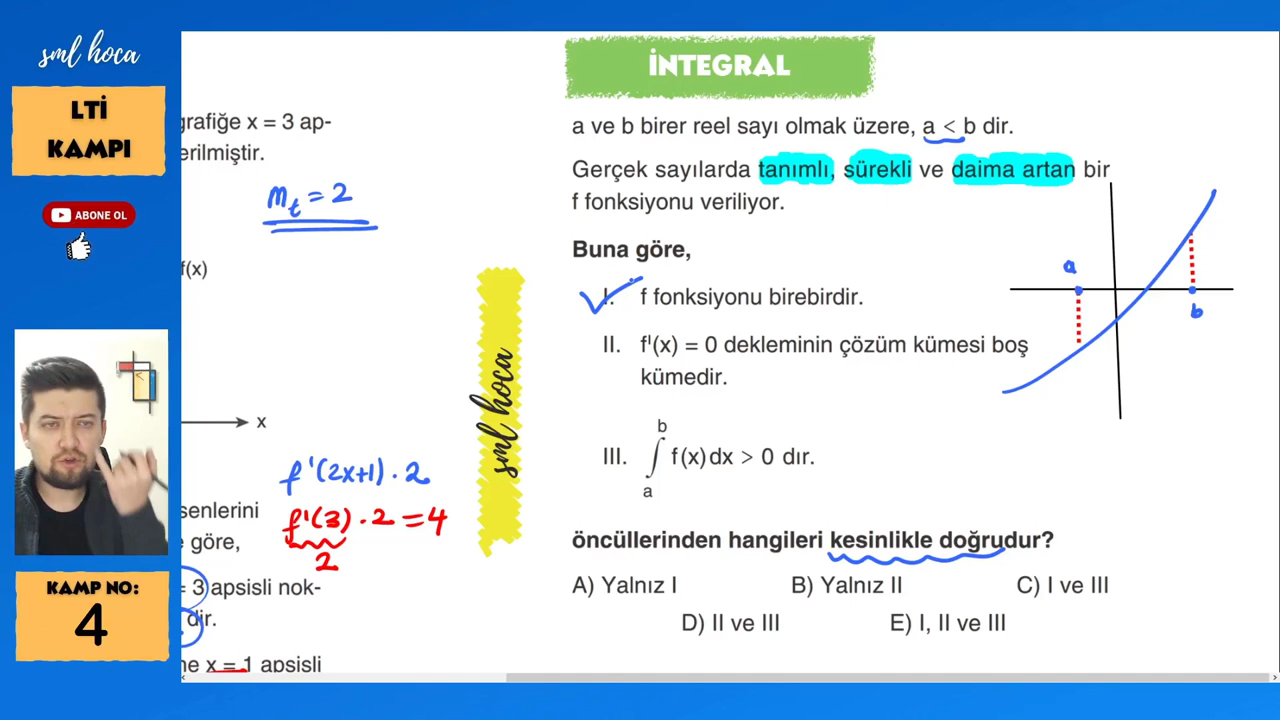 sml hoca
LTİ
KAMPI
ABONE OL
KAMP NO:
4
grafiğe x = 3 ap-
erilmiştir.
mt = 2
f(x)
x
f'(2x+1) . 2
f'(3) . 2 = 4
2
senlerini
e göre,
= 3 apsisli nok-
dir.
ne x = 1 apsisli
sml hoca
İNTEGRAL
a ve b birer reel sayı olmak üzere, a < b dir.
Gerçek sayılarda tanımlı, sürekli ve daima artan bir
f fonksiyonu veriliyor.
Buna göre,
I. f fonksiyonu birebirdir.
II. f'(x) = 0 dekleminin çözüm kümesi boş
kümedir.
III. ∫ₐᵇ f(x) dx > 0 dır.
öncüllerinden hangileri kesinlikle doğrudur?
A) Yalnız I B) Yalnız II C) I ve III
D) II ve III E) I, II ve III
a
b